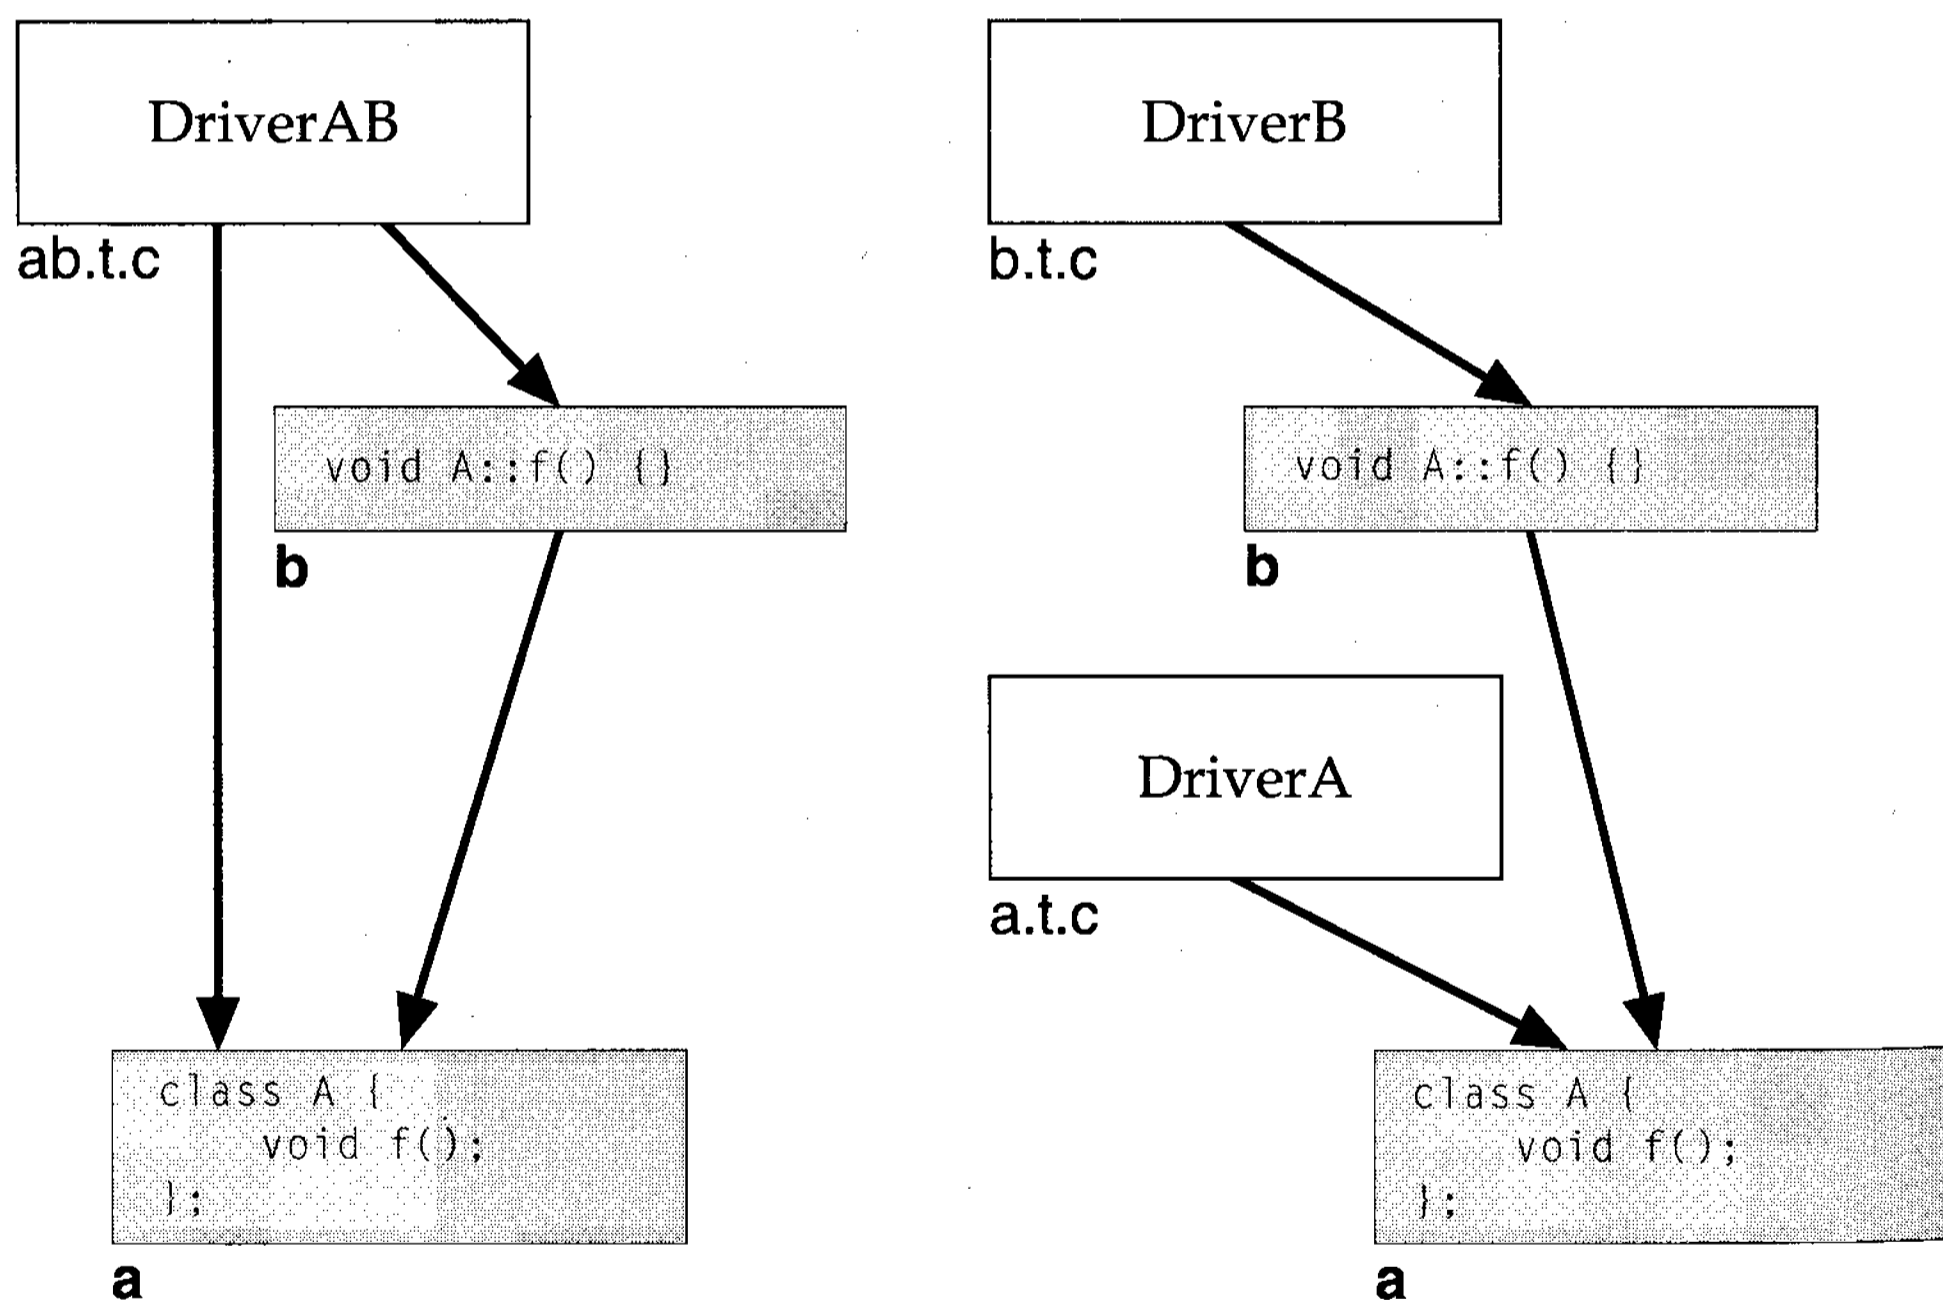 DriverAB
ab.t.c
void A::f() {}
b
class A {
void f();
};
a
DriverB
b.t.c
void A::f() {}
b
DriverA
a.t.c
class A {
void f();
};
a